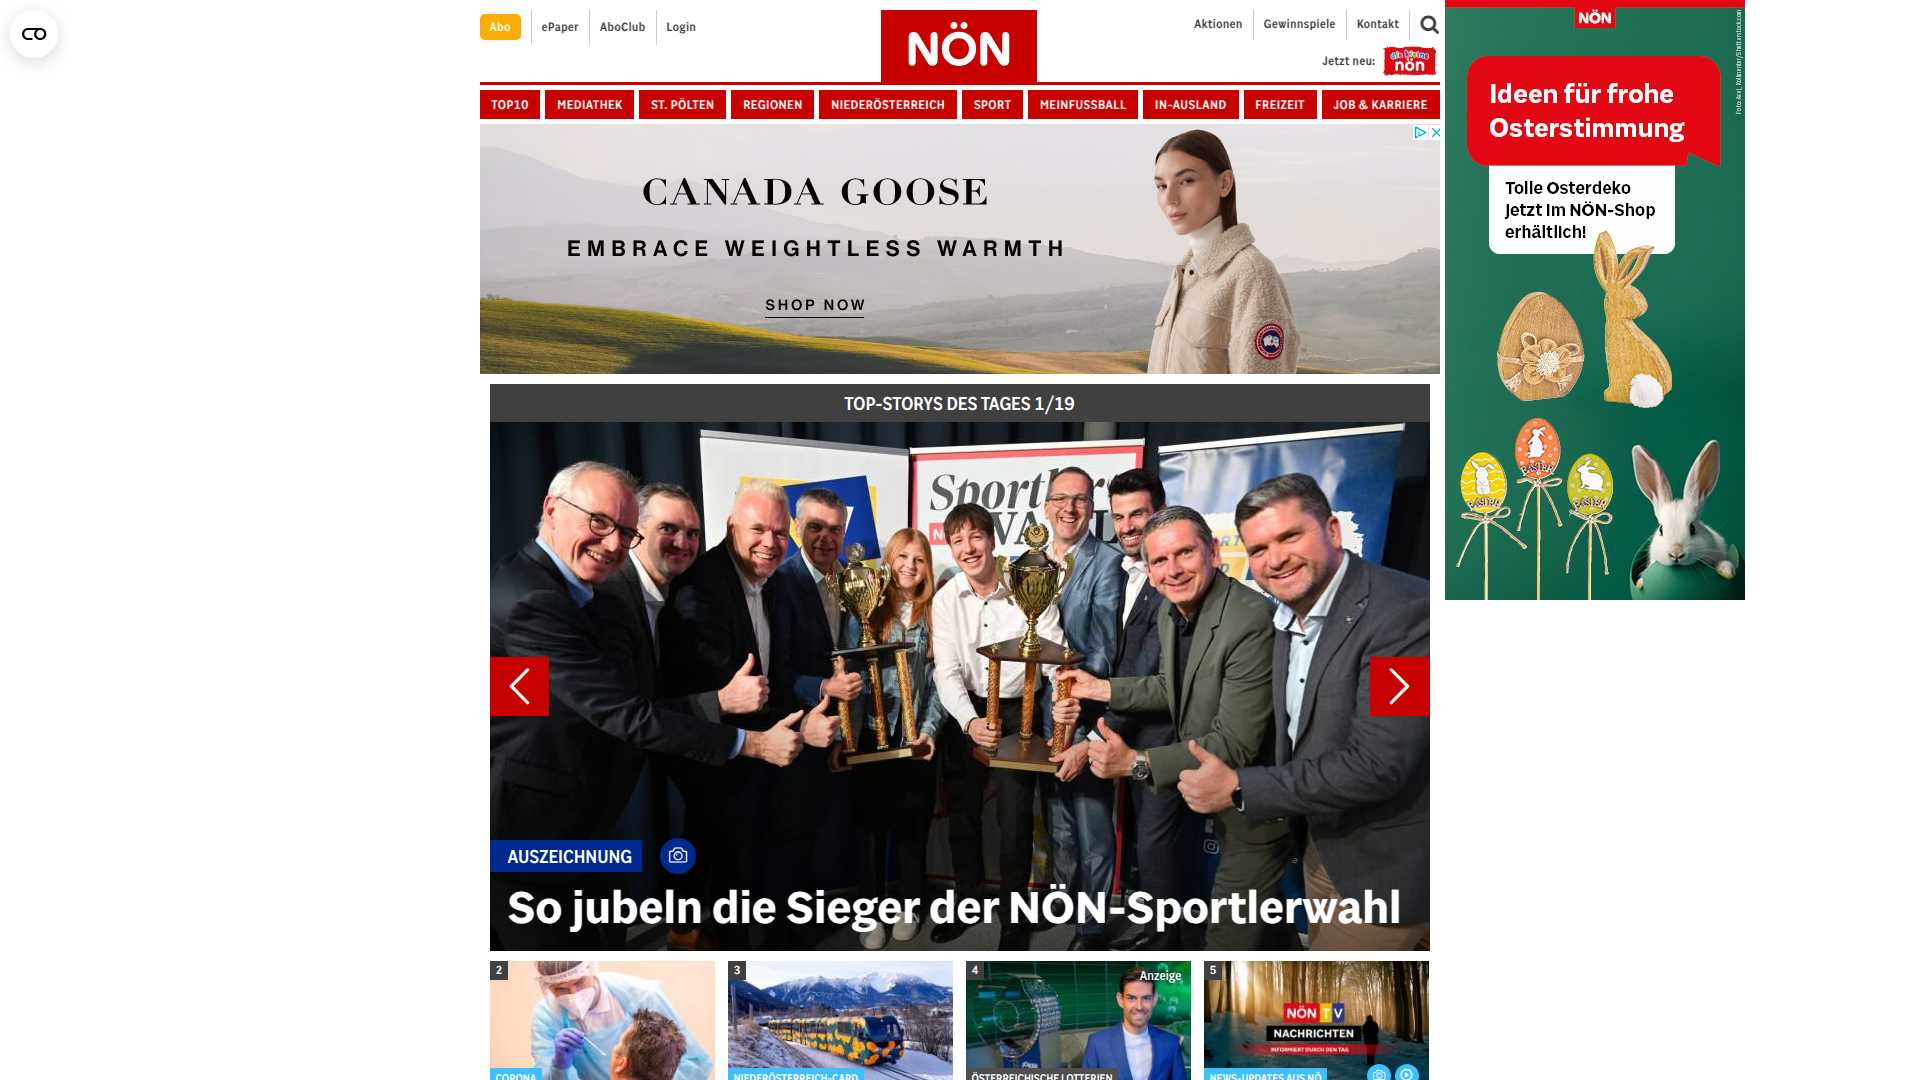 Abo
ePaper
AboClub
Login
NÖN
Aktionen
Gewinnspiele
Kontakt
Jetzt neu:
die kleine
nön
TOP10
MEDIATHEK
ST. PÖLTEN
REGIONEN
NIEDERÖSTERREICH
SPORT
MEINFUSSBALL
IN-AUSLAND
FREIZEIT
JOB & KARRIERE
CANADA GOOSE
EMBRACE WEIGHTLESS WARMTH
SHOP NOW
NÖN
Ideen für frohe
Osterstimmung
Tolle Osterdeko
jetzt im NÖN-Shop
erhältlich!
EASTER
EASTER
EASTER
TOP-STORYS DES TAGES 1/19
AUSZEICHNUNG
So jubeln die Sieger der NÖN-Sportlerwahl
2
CORONA
3
NIEDERÖSTERREICH-CARD
4
Anzeige
ÖSTERREICHISCHE LOTTERIEN
5
NÖN TV
NACHRICHTEN
INFORMIERT DURCH DEN TAG
NEWS-UPDATES AUS NÖ